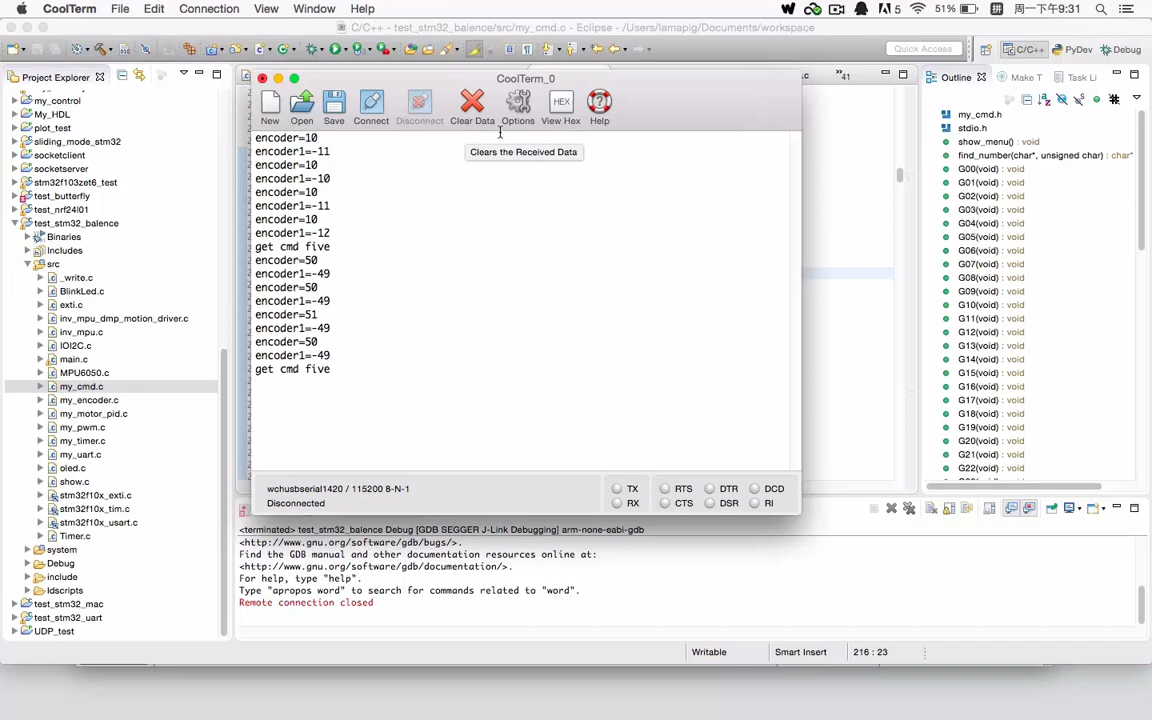 CoolTerm File Edit Connection View Window Help
5 51% 拼 周一下午9:31
C/C++ - test_stm32_balence/src/my_cmd.c - Eclipse - /Users/lamapig/Documents/workspace
Quick Access C/C++ PyDev Debug
Project Explorer
my_control
My_HDL
plot_test
sliding_mode_stm32
socketclient
socketserver
stm32f103zet6_test
test_butterfly
test_nrf24l01
test_stm32_balence
Binaries
Includes
src
_write.c
BlinkLed.c
exti.c
inv_mpu_dmp_motion_driver.c
inv_mpu.c
IOI2C.c
main.c
MPU6050.c
my_cmd.c
my_encoder.c
my_motor_pid.c
my_pwm.c
my_timer.c
my_uart.c
oled.c
show.c
stm32f10x_exti.c
stm32f10x_tim.c
stm32f10x_usart.c
Timer.c
system
Debug
include
ldscripts
test_stm32_mac
test_stm32_uart
UDP_test
CoolTerm_0
New Open Save Connect Disconnect Clear Data Options HEX View Hex Help
Clears the Received Data
encoder=10
encoder1=-11
encoder=10
encoder1=-10
encoder=10
encoder1=-11
encoder=10
encoder1=-12
get cmd five
encoder=50
encoder1=-49
encoder=50
encoder1=-49
encoder=51
encoder1=-49
encoder=50
encoder1=-49
get cmd five
wchusbserial1420 / 115200 8-N-1
Disconnected
TX RTS DTR DCD
RX CTS DSR RI
.c »41
Outline Make T Task Li
my_cmd.h
stdio.h
show_menu() : void
find_number(char*, unsigned char) : char*
G00(void) : void
G01(void) : void
G02(void) : void
G03(void) : void
G04(void) : void
G05(void) : void
G06(void) : void
G07(void) : void
G08(void) : void
G09(void) : void
G10(void) : void
G11(void) : void
G12(void) : void
G13(void) : void
G14(void) : void
G15(void) : void
G16(void) : void
G17(void) : void
G18(void) : void
G19(void) : void
G20(void) : void
G21(void) : void
G22(void) : void
<terminated> test_stm32_balence Debug [GDB SEGGER J-Link Debugging] arm-none-eabi-gdb
<http://www.gnu.org/software/gdb/bugs/>.
Find the GDB manual and other documentation resources online at:
<http://www.gnu.org/software/gdb/documentation/>.
For help, type "help".
Type "apropos word" to search for commands related to "word".
Remote connection closed
Writable Smart Insert 216 : 23